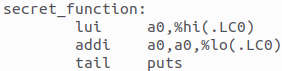 secret_function:
lui a0,%hi(.LC0)
addi a0,a0,%lo(.LC0)
tail puts